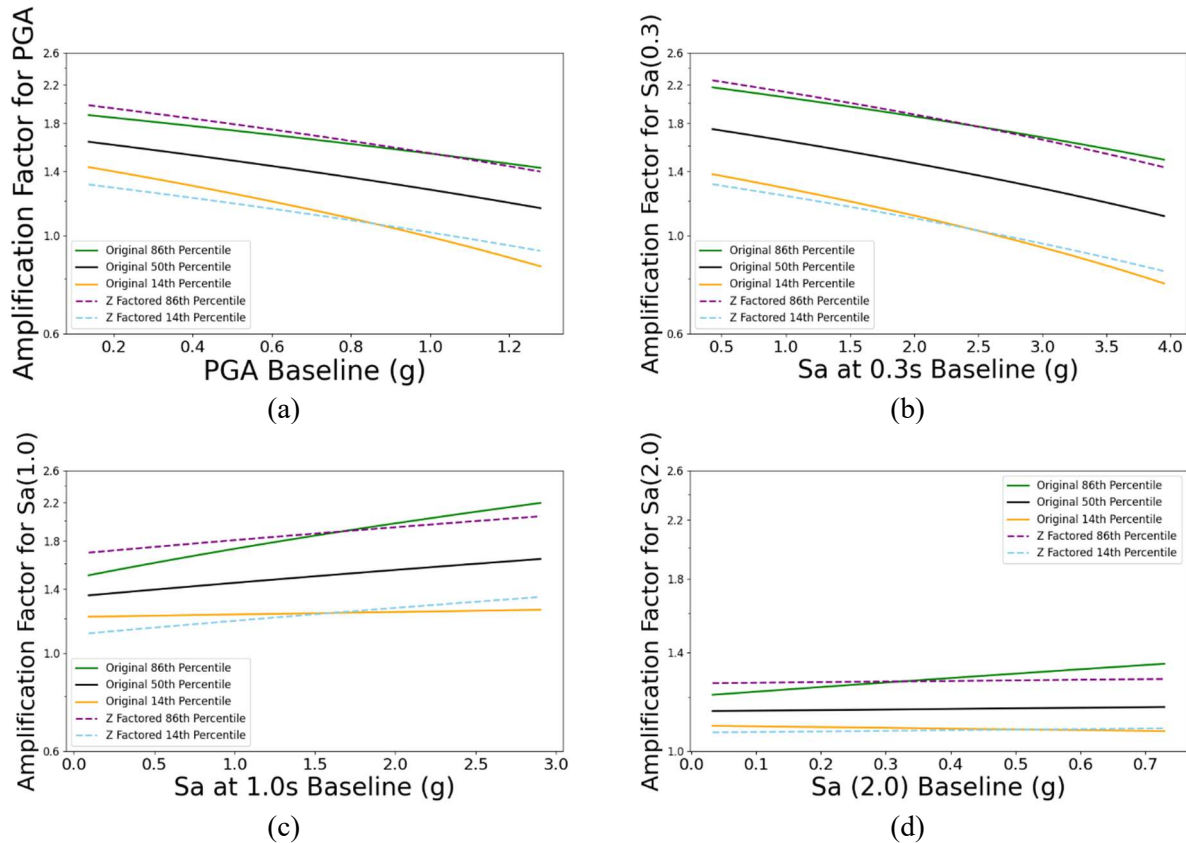 Amplification Factor for PGA
2.6
2.2
1.8
1.4
1.0
0.6
Original 86th Percentile
Original 50th Percentile
Original 14th Percentile
Z Factored 86th Percentile
Z Factored 14th Percentile
0.2 0.4 0.6 0.8 1.0 1.2
PGA Baseline (g)
(a)
Amplification Factor for Sa(0.3)
2.6
2.2
1.8
1.4
1.0
0.6
Original 86th Percentile
Original 50th Percentile
Original 14th Percentile
Z Factored 86th Percentile
Z Factored 14th Percentile
0.5 1.0 1.5 2.0 2.5 3.0 3.5 4.0
Sa at 0.3s Baseline (g)
(b)
Amplification Factor for Sa(1.0)
2.6
2.2
1.8
1.4
1.0
0.6
Original 86th Percentile
Original 50th Percentile
Original 14th Percentile
Z Factored 86th Percentile
Z Factored 14th Percentile
0.0 0.5 1.0 1.5 2.0 2.5 3.0
Sa at 1.0s Baseline (g)
(c)
Amplification Factor for Sa(2.0)
2.6
2.2
1.8
1.4
1.0
Original 86th Percentile
Original 50th Percentile
Original 14th Percentile
Z Factored 86th Percentile
Z Factored 14th Percentile
0.0 0.1 0.2 0.3 0.4 0.5 0.6 0.7
Sa (2.0) Baseline (g)
(d)